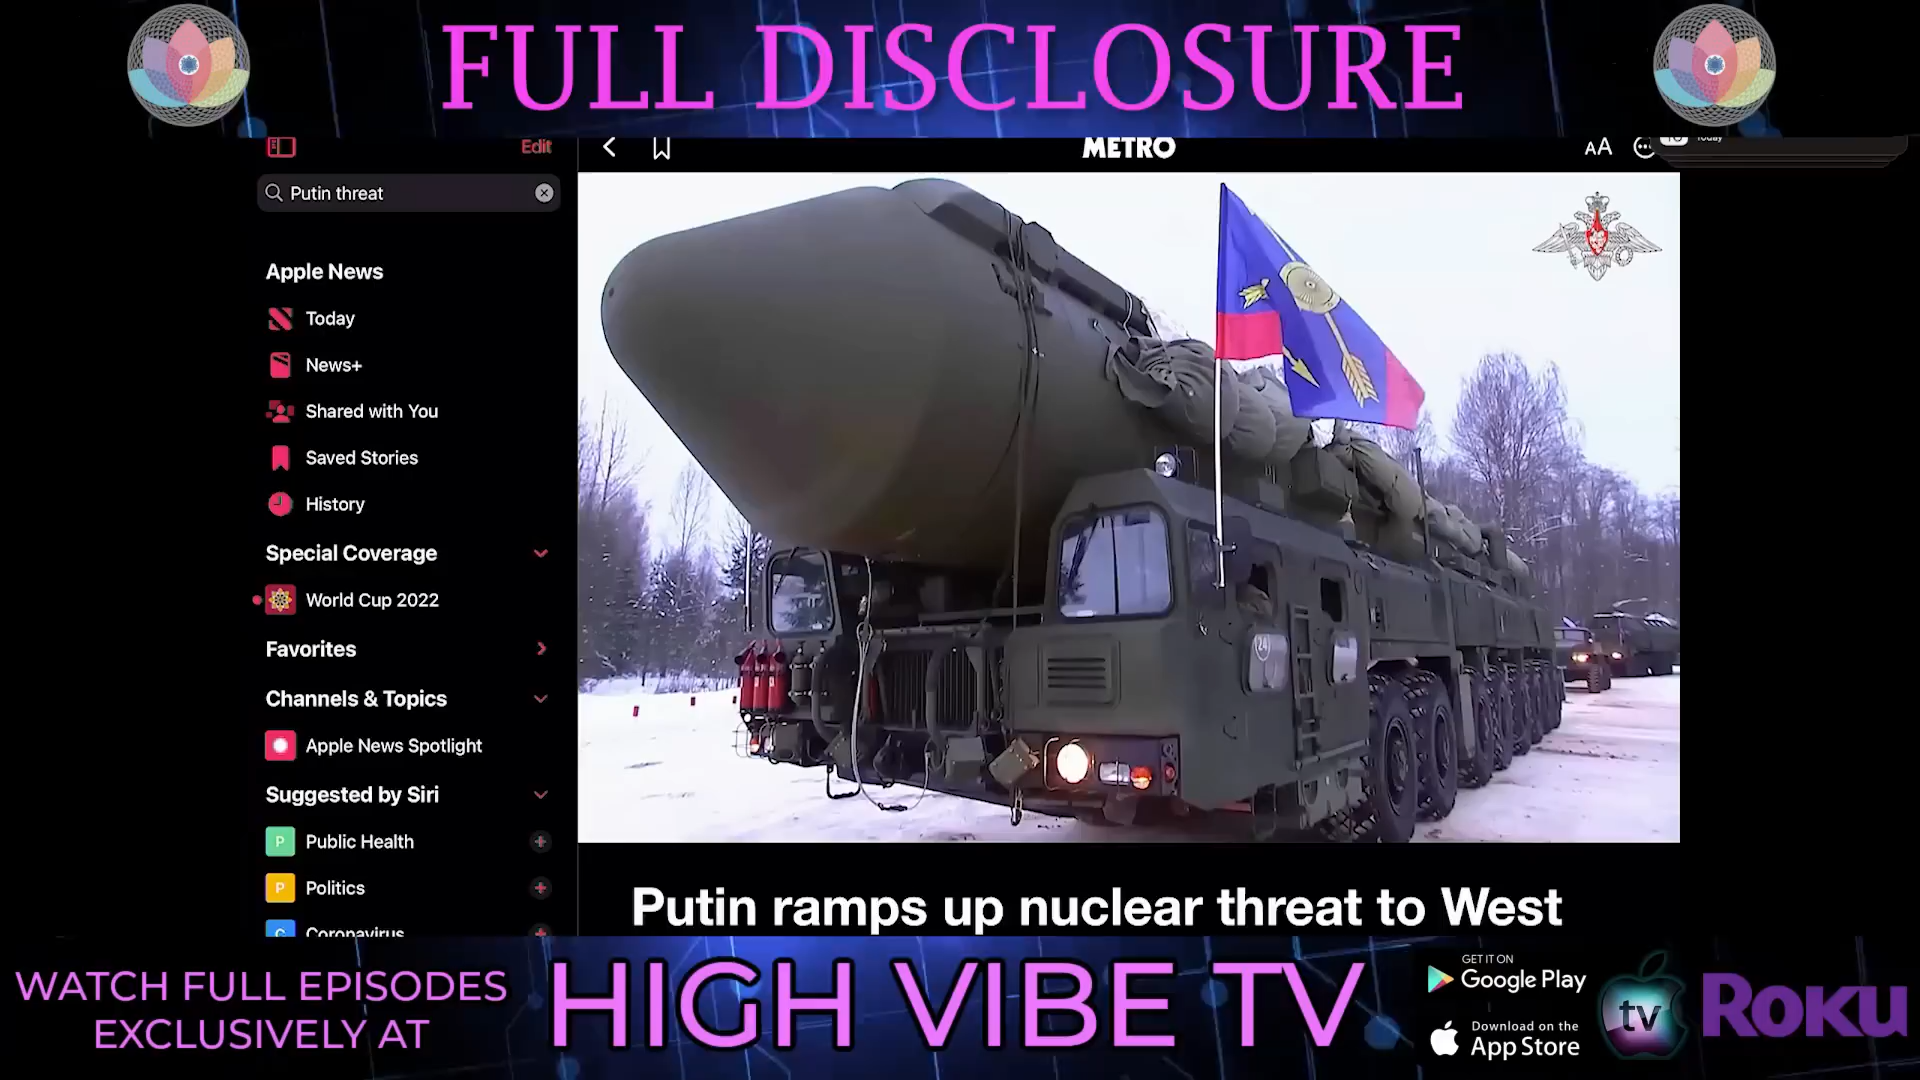 FULL DISCLOSURE
Edit
METRO
AA
Today
Putin threat
Apple News
Today
News+
Shared with You
Saved Stories
History
Special Coverage
World Cup 2022
Favorites
Channels & Topics
Apple News Spotlight
Suggested by Siri
P Public Health
P Politics
C Coronavirus
24
Putin ramps up nuclear threat to West
WATCH FULL EPISODES
EXCLUSIVELY AT
HIGH VIBE TV
GET IT ON
Google Play
Download on the
App Store
tv
ROKU